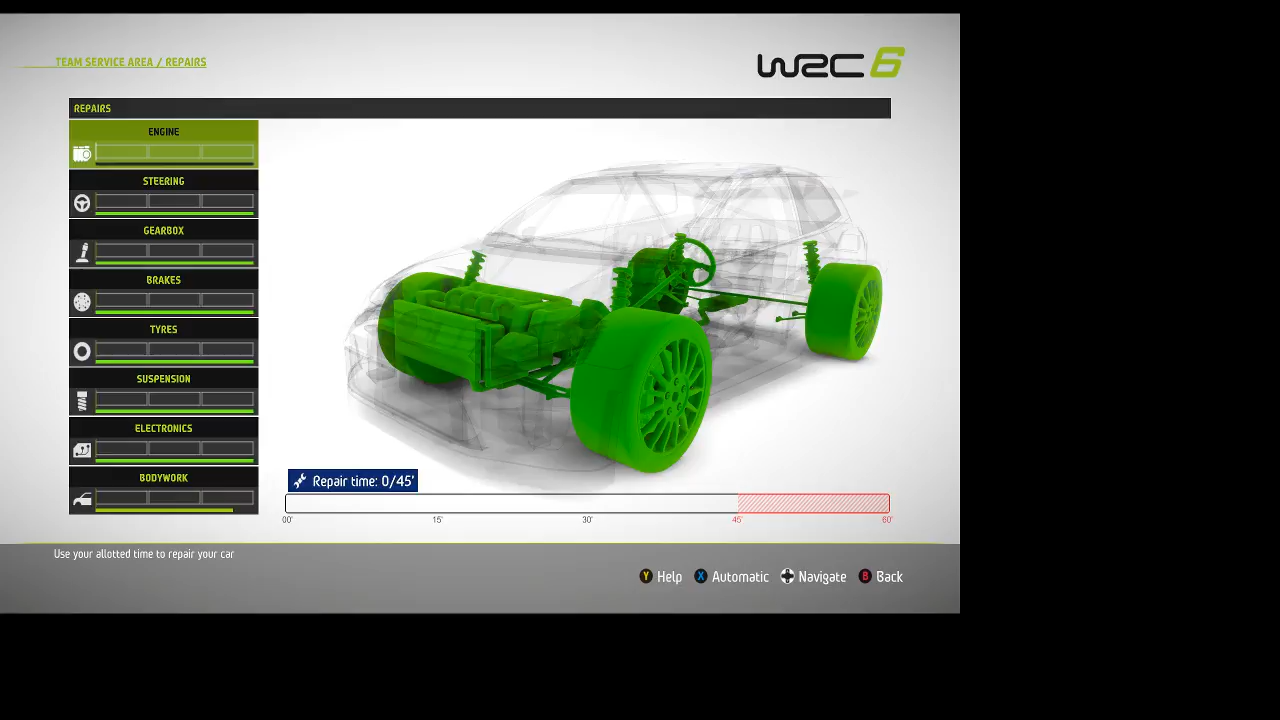 TEAM SERVICE AREA / REPAIRS
WRC 6
REPAIRS
ENGINE
STEERING
GEARBOX
BRAKES
TYRES
SUSPENSION
ELECTRONICS
BODYWORK
Repair time: 0/45'
00' 15' 30' 45' 60'
Use your allotted time to repair your car
Y Help X Automatic Navigate B Back